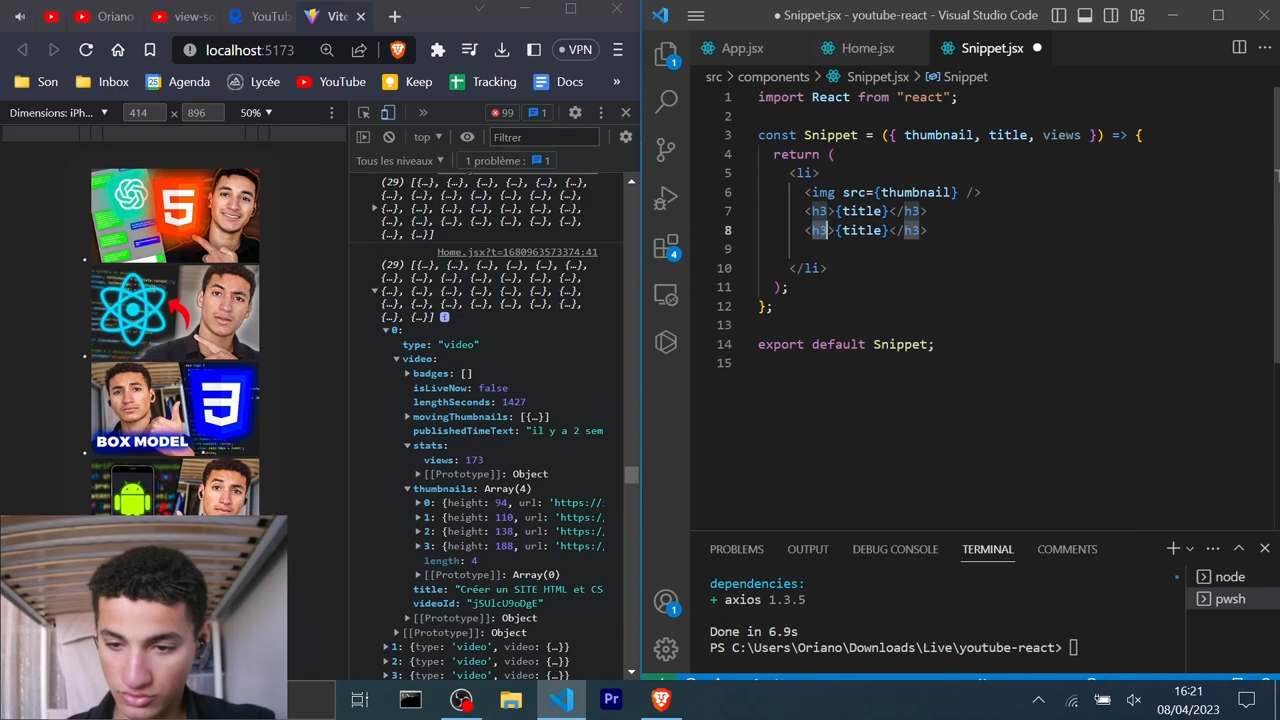 Oriano
view-so
YouTu
Vite
localhost:5173
VPN
Son
Inbox
Agenda
Lycée
YouTube
Keep
Tracking
Docs
»
Dimensions: iPh...
414
×
896
50%
»
99
1
top
Filtrer
Tous les niveaux
1 problème:
1
(29) [{…}, {…}, {…}, {…}, {…}, {…},
{…}, {…}, {…}, {…}, {…}, {…},
{…}, {…}, {…}, {…}, {…}, {…},
{…}, {…}, {…}, {…}, {…}, {…},
{…}, {…}]
Home.jsx?t=1680963573374:41
(29) [{…}, {…}, {…}, {…}, {…}, {…},
{…}, {…}, {…}, {…}, {…}, {…},
{…}, {…}, {…}, {…}, {…}, {…},
{…}, {…}, {…}, {…}, {…}, {…},
{…}, {…}]
0:
type: "video"
video:
badges: []
isLiveNow: false
lengthSeconds: 1427
movingThumbnails: [{…}]
publishedTimeText: "il y a 2 sem
stats:
views: 173
[[Prototype]]: Object
thumbnails: Array(4)
0: {height: 94, url: 'https:/
1: {height: 110, url: 'https:
2: {height: 138, url: 'https:
3: {height: 188, url: 'https:
length: 4
[[Prototype]]: Array(0)
title: "Créer un SITE HTML et CS
videoId: "jSUlcU9oDgE"
[[Prototype]]: Object
[[Prototype]]: Object
1: {type: 'video', video: {…}}
2: {type: 'video', video: {…}}
3: {type: 'video', video: {…}}
BOX MODEL
● Snippet.jsx - youtube-react - Visual Studio Code
App.jsx
Home.jsx
Snippet.jsx
src > components > Snippet.jsx > Snippet
1 import React from "react";
2
3 const Snippet = ({ thumbnail, title, views }) => {
4 return (
5 <li>
6 <img src={thumbnail} />
7 <h3>{title}</h3>
8 <h3>{title}</h3>
9
10 </li>
11 );
12 };
13
14 export default Snippet;
15
1
4
1
PROBLEMS
OUTPUT
DEBUG CONSOLE
TERMINAL
COMMENTS
node
pwsh
dependencies:
+ axios 1.3.5
Done in 6.9s
PS C:\Users\Oriano\Downloads\Live\youtube-react>
Pr
16:21
08/04/2023